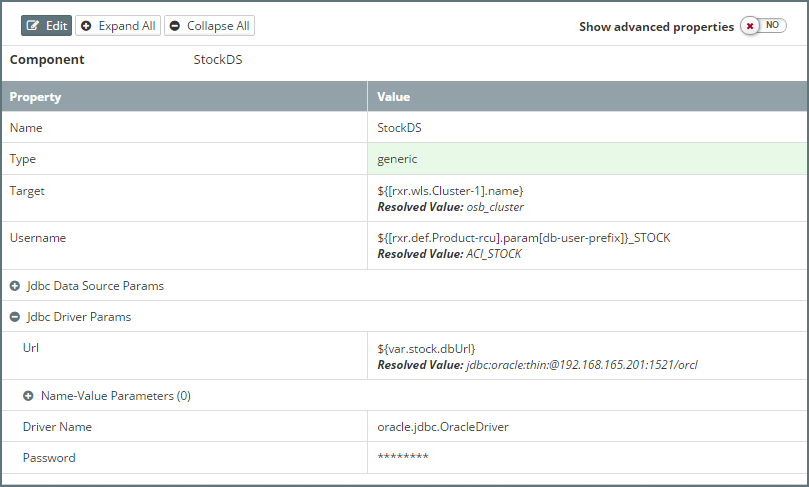 Edit Expand All Collapse All Show advanced properties NO
Component StockDS
Property Value
Name StockDS
Type generic
Target ${[rxr.wls.Cluster-1].name}
Resolved Value: osb_cluster
Username ${[rxr.def.Product-rcu].param[db-user-prefix]}_STOCK
Resolved Value: ACI_STOCK
Jdbc Data Source Params
Jdbc Driver Params
Url ${var.stock.dbUrl}
Resolved Value: jdbc:oracle:thin:@192.168.165.201:1521/orcl
Name-Value Parameters (0)
Driver Name oracle.jdbc.OracleDriver
Password ********